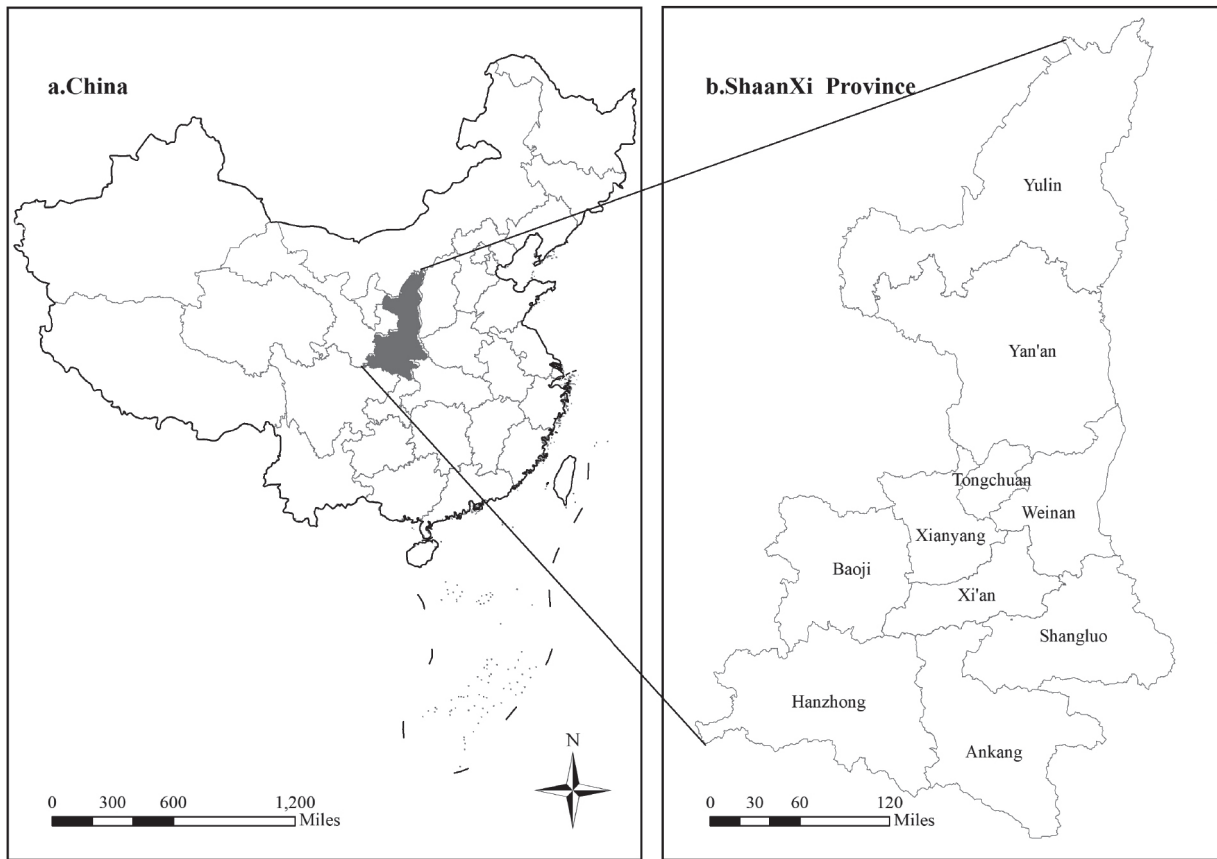 a.China
b.ShaanXi Province
Yulin
Yan'an
Tongchuan
Weinan
Xianyang
Baoji
Xi'an
Shangluo
Hanzhong
Ankang
N
0 300 600 1,200
Miles
0 30 60 120
Miles